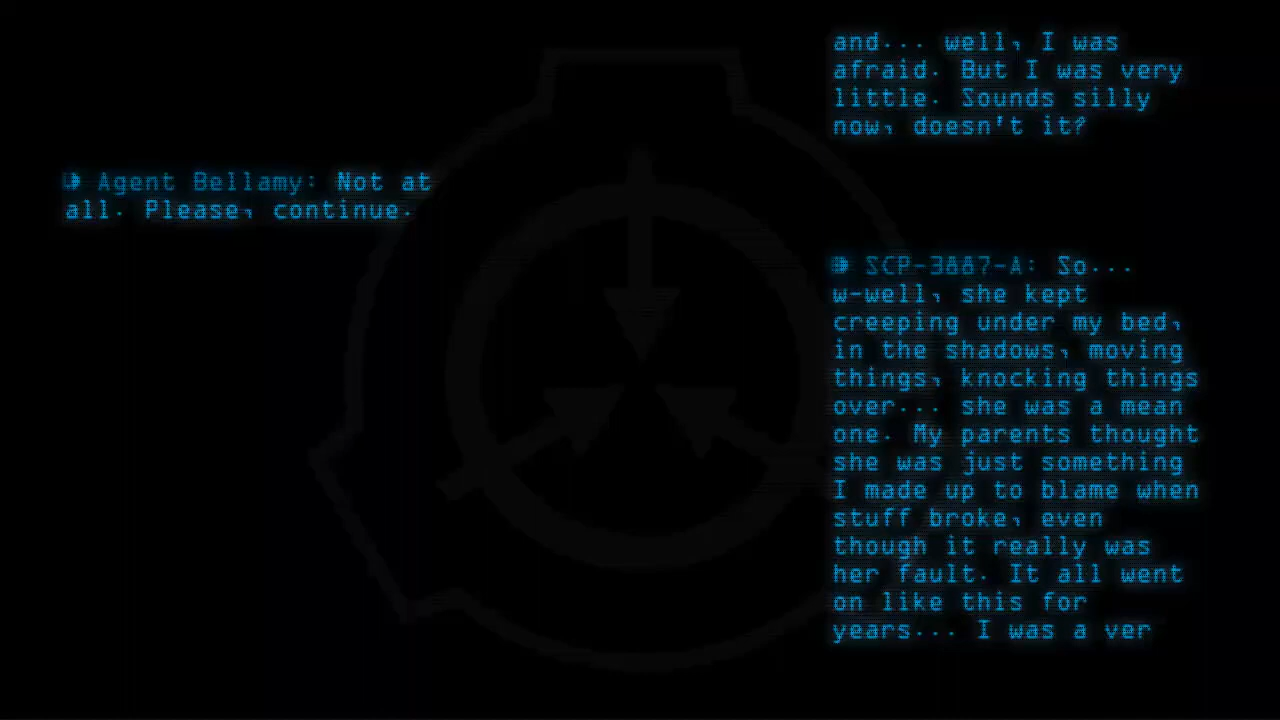 and... well, I was
afraid. But I was very
little. Sounds silly
now, doesn't it?
Agent Bellamy: Not at
all. Please, continue.
SCP-3887-A: So...
w-well, she kept
creeping under my bed,
in the shadows, moving
things, knocking things
over... she was a mean
one. My parents thought
she was just something
I made up to blame when
stuff broke, even
though it really was
her fault. It all went
on like this for
years... I was a ver